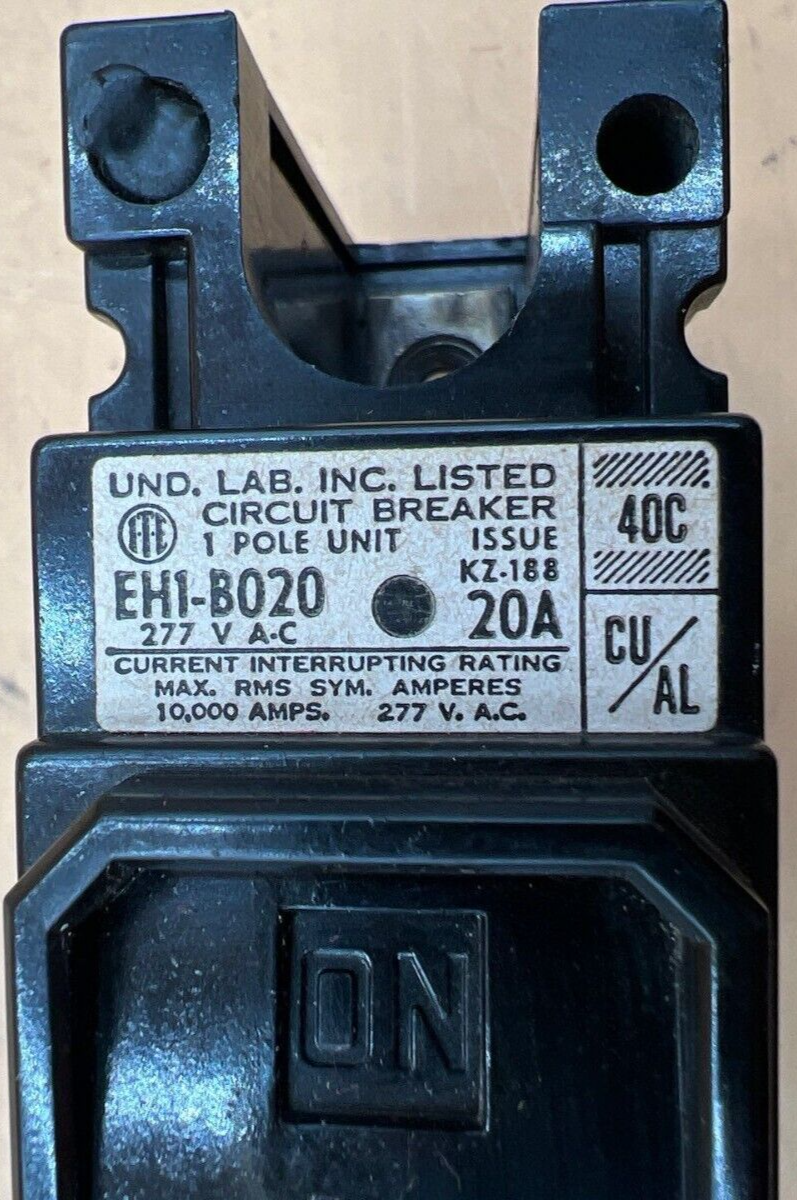 UND. LAB. INC. LISTED
CIRCUIT BREAKER
ITE
1 POLE UNIT ISSUE
KZ-188
EH1-B020 20A
277 V A-C
CURRENT INTERRUPTING RATING
MAX. RMS SYM. AMPERES
10,000 AMPS. 277 V. A.C.
40C
CU/AL
ON